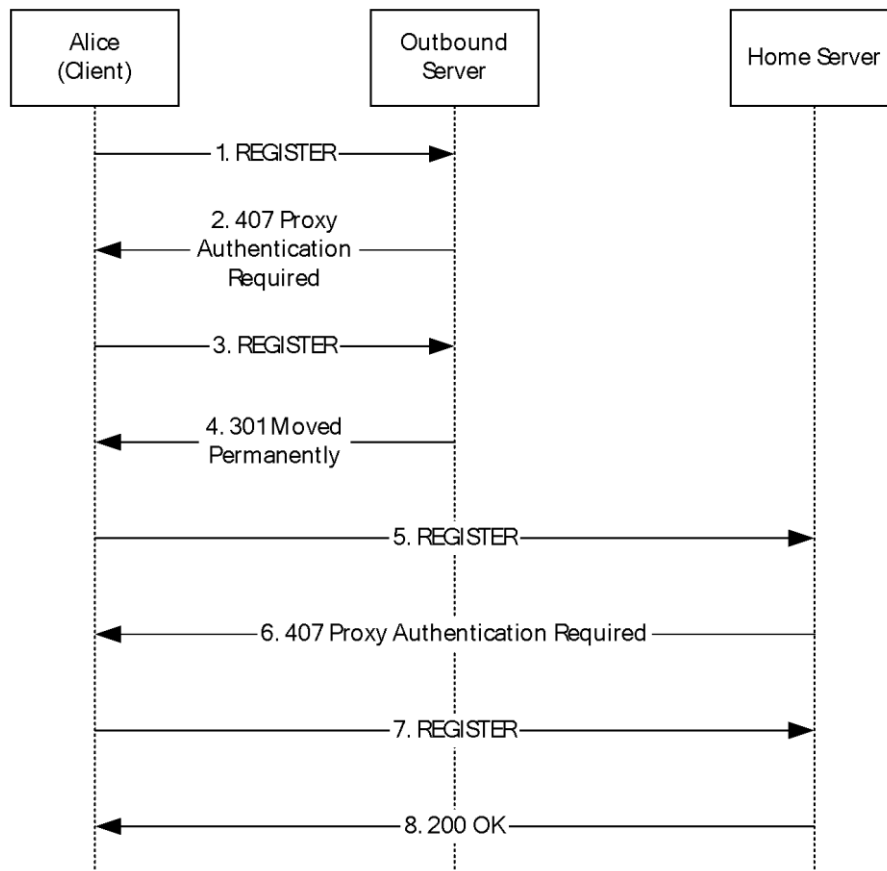 Alice
(Client)
Outbound
Server
Home Server
1. REGISTER
2. 407 Proxy
Authentication
Required
3. REGISTER
4. 301 Moved
Permanently
5. REGISTER
6. 407 Proxy Authentication Required
7. REGISTER
8. 200 OK